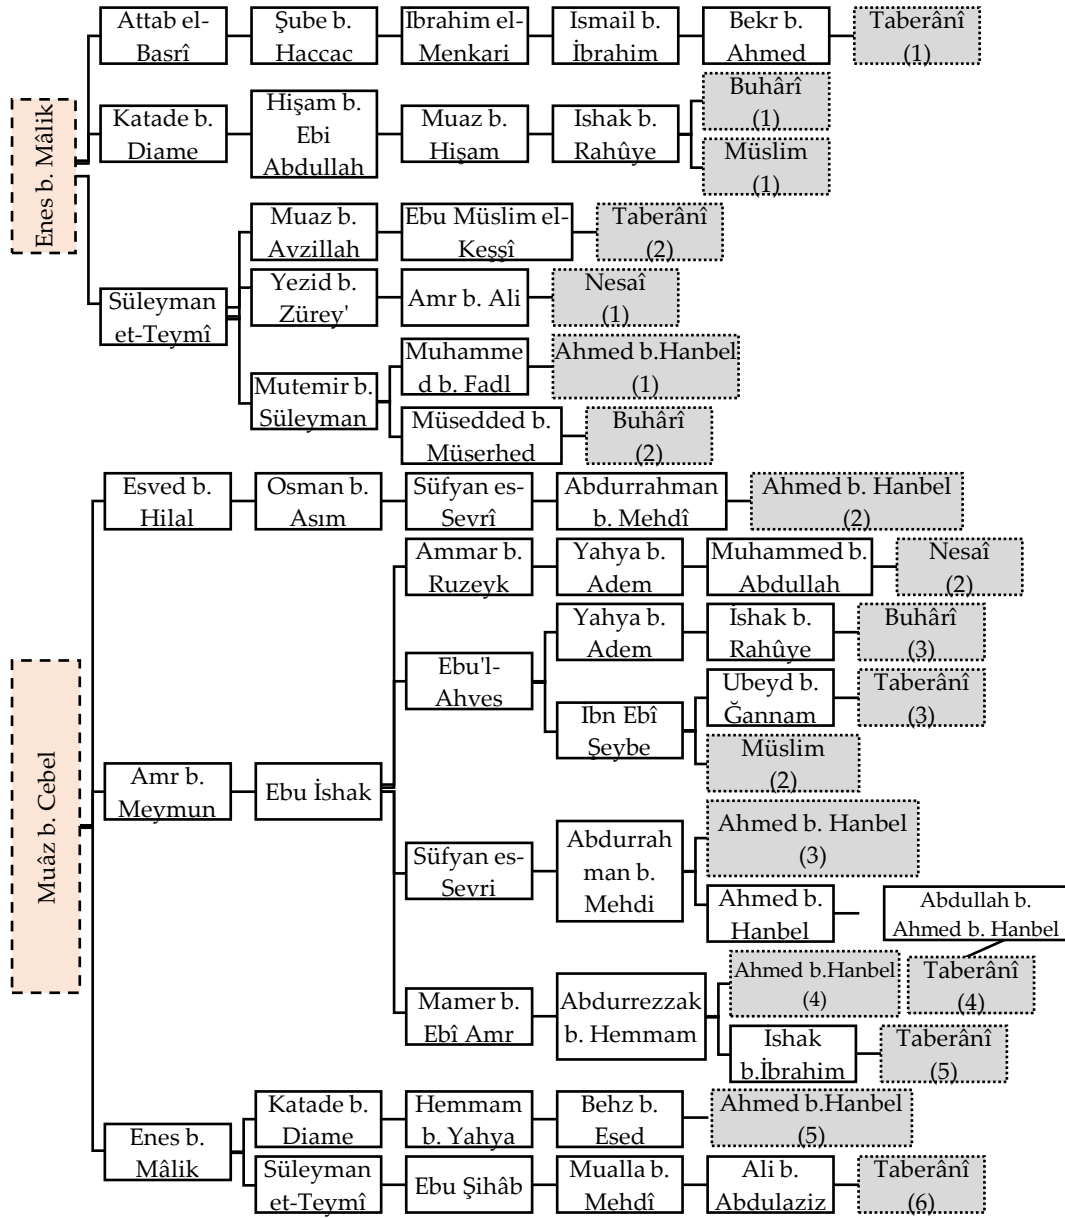 Enes b. Mâlik
Attab el-
Basrî
Şube b.
Haccac
Ibrahim el-
Menkari
Ismail b.
İbrahim
Bekr b.
Ahmed
Taberânî
(1)
Katade b.
Diame
Hişam b.
Ebi
Abdullah
Muaz b.
Hişam
Ishak b.
Rahûye
Buhârî
(1)
Müslim
(1)
Süleyman
et-Teymî
Muaz b.
Avzillah
Ebu Müslim el-
Keşşî
Taberânî
(2)
Yezid b.
Zürey'
Amr b. Ali
Nesaî
(1)
Mutemir b.
Süleyman
Muhamme
d b. Fadl
Ahmed b.Hanbel
(1)
Müsedded b.
Müserhed
Buhârî
(2)
Muâz b. Cebel
Esved b.
Hilal
Osman b.
Asım
Süfyan es-
Sevrî
Abdurrahman
b. Mehdî
Ahmed b. Hanbel
(2)
Amr b.
Meymun
Ebu İshak
Ammar b.
Ruzeyk
Yahya b.
Adem
Muhammed b.
Abdullah
Nesaî
(2)
Ebu'l-
Ahves
Yahya b.
Adem
İshak b.
Rahûye
Buhârî
(3)
Ibn Ebî
Şeybe
Ubeyd b.
Ğannam
Taberânî
(3)
Müslim
(2)
Süfyan es-
Sevri
Abdurrah
man b.
Mehdi
Ahmed b. Hanbel
(3)
Ahmed b.
Hanbel
Abdullah b.
Ahmed b. Hanbel
Taberânî
(4)
Mamer b.
Ebî Amr
Abdurrezzak
b. Hemmam
Ahmed b.Hanbel
(4)
Ishak
b.İbrahim
Taberânî
(5)
Enes b.
Mâlik
Katade b.
Diame
Hemmam
b. Yahya
Behz b.
Esed
Ahmed b.Hanbel
(5)
Süleyman
et-Teymî
Ebu Şihâb
Mualla b.
Mehdî
Ali b.
Abdulaziz
Taberânî
(6)